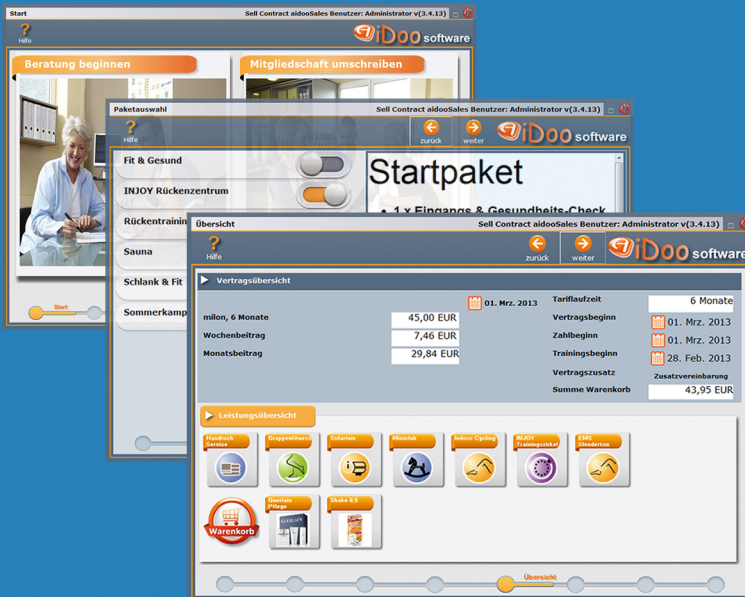 Start
Sell Contract aidooSales Benutzer: Administrator v(3.4.13)
?
Hilfe
aiDoo software
Beratung beginnen
Mitgliedschaft umschreiben
Start
Paketauswahl
Sell Contract aidooSales Benutzer: Administrator v(3.4.13)
?
Hilfe
zurück
weiter
aiDoo software
Fit & Gesund
INJOY Rückenzentrum
Rückentrainin
Sauna
Schlank & Fit
Sommerkamp
Startpaket
• 1 x Eingangs & Gesundheits-Check
Übersicht
Sell Contract aidooSales Benutzer: Administrator v(3.4.13)
?
Hilfe
zurück
weiter
aiDoo software
Vertragsübersicht
01. Mrz. 2013
milon, 6 Monate 45,00 EUR
Wochenbeitrag 7,46 EUR
Monatsbeitrag 29,84 EUR
Tariflaufzeit 6 Monate
Vertragsbeginn 01. Mrz. 2013
Zahlbeginn 01. Mrz. 2013
Trainingsbeginn 28. Feb. 2013
Vertragszusatz Zusatzvereinbarung
Summe Warenkorb 43,95 EUR
Leistungsübersicht
Handtuch Service
Gruppenfitness
Solarium
Miniclub
Indoor Cycling
INJOY Trainingszirkel
EMS Slenderton
Warenkorb
Guerlain Pflege
Shake 0,5
Übersicht